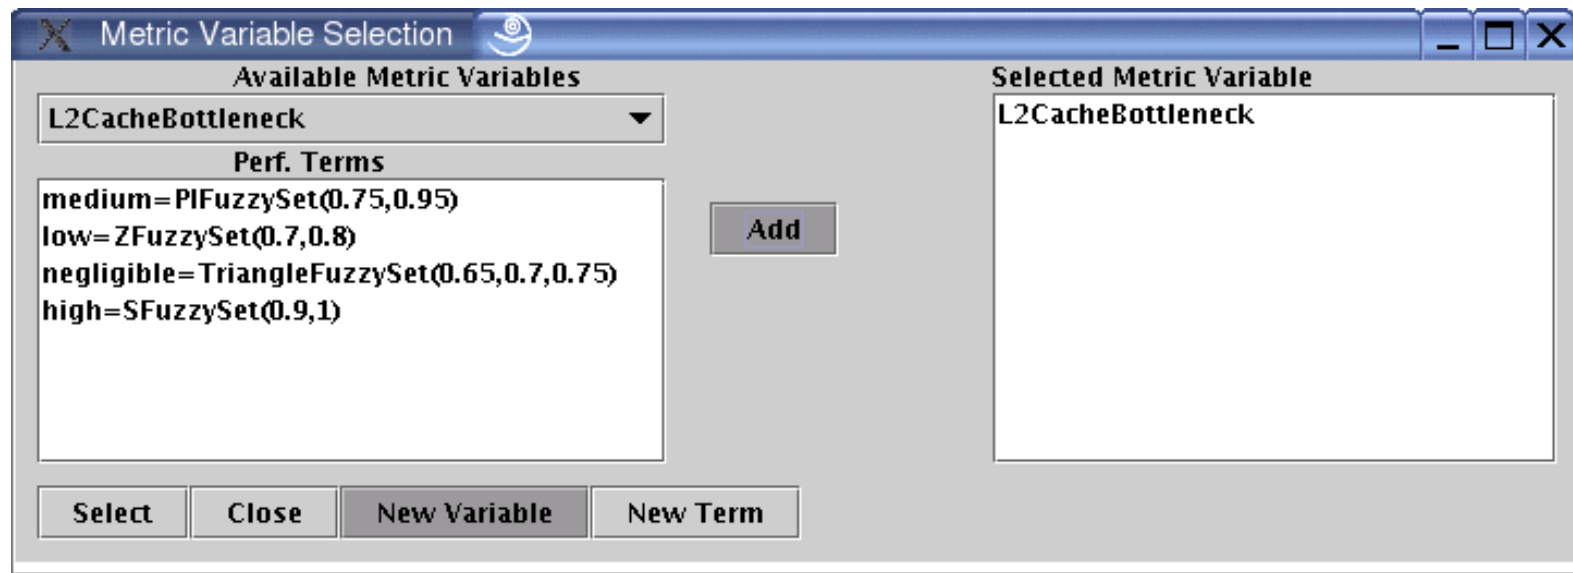 Metric Variable Selection
Available Metric Variables
L2CacheBottleneck
Perf. Terms
medium=PIFuzzySet(0.75,0.95)
low=ZFuzzySet(0.7,0.8)
negligible=TriangleFuzzySet(0.65,0.7,0.75)
high=SFuzzySet(0.9,1)
Add
Selected Metric Variable
L2CacheBottleneck
Select Close New Variable New Term